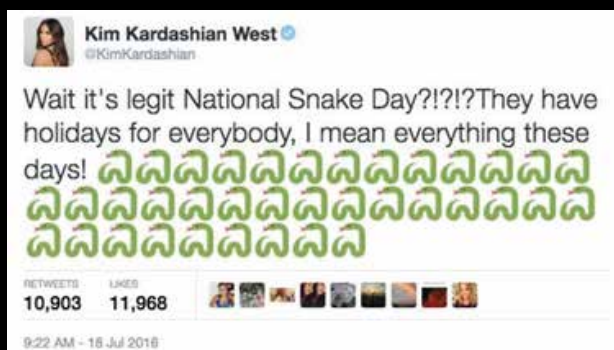 Kim Kardashian West
@KimKardashian
Wait it's legit National Snake Day?!?!?They have
holidays for everybody, I mean everything these
days! 🐍🐍🐍🐍🐍🐍🐍🐍🐍🐍🐍🐍🐍
🐍🐍🐍🐍🐍🐍🐍🐍🐍🐍🐍🐍🐍🐍🐍
🐍🐍🐍🐍🐍🐍🐍🐍🐍
RETWEETS LIKES
10,903 11,968
9:22 AM - 18 Jul 2016